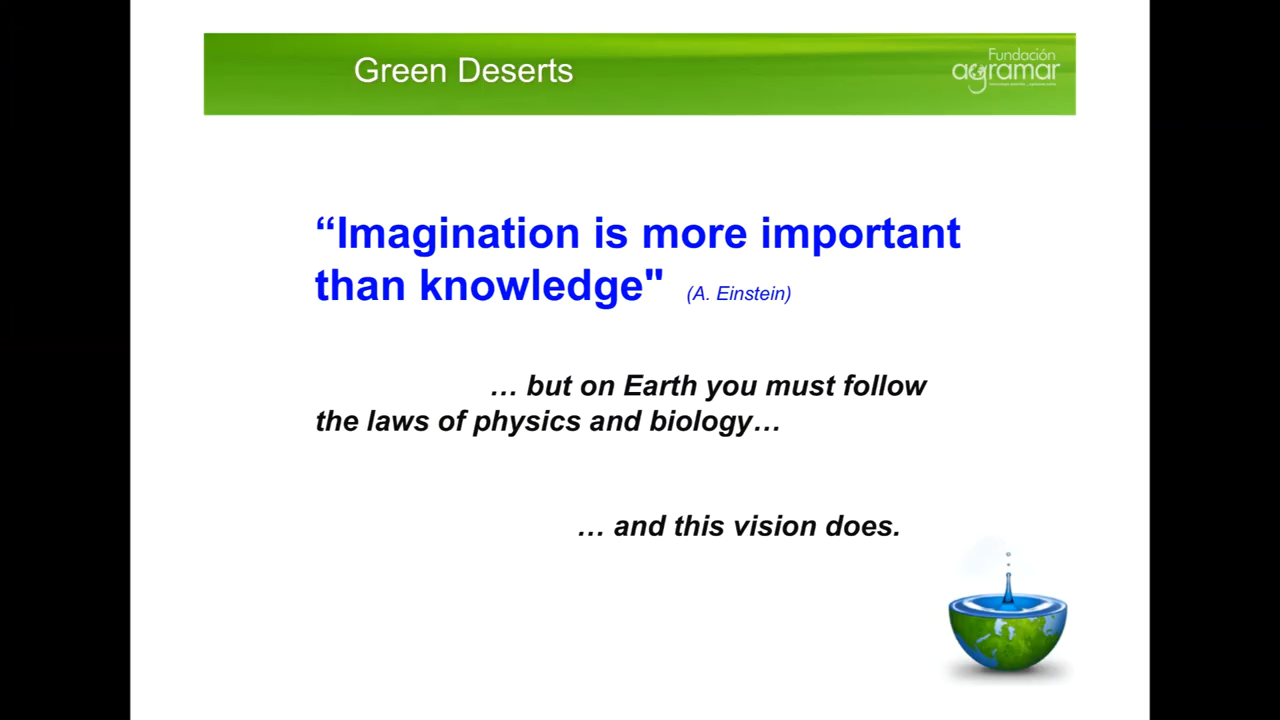 Green Deserts
Fundación
agramar
“Imagination is more important
than knowledge" (A. Einstein)
… but on Earth you must follow
the laws of physics and biology…
… and this vision does.